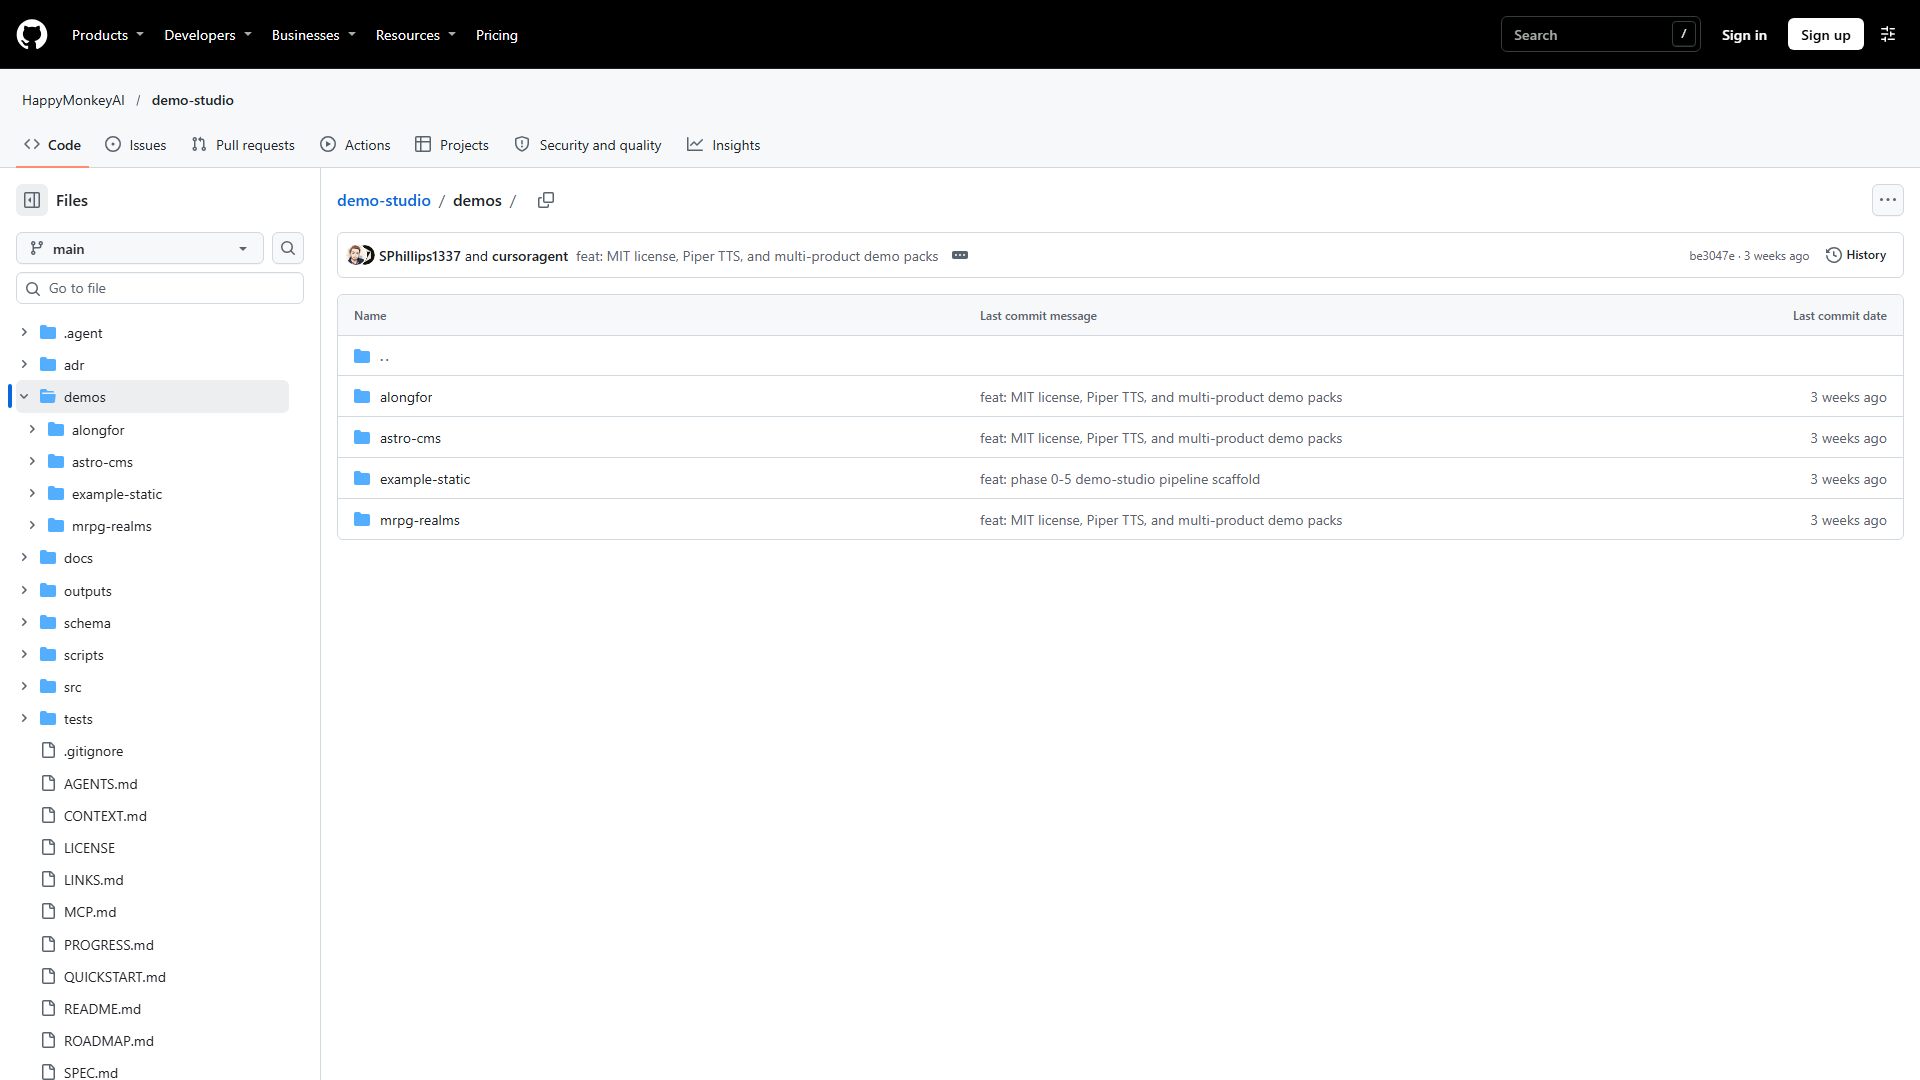 Products Developers Businesses Resources Pricing Search / Sign in Sign up
HappyMonkeyAI / demo-studio
Code Issues Pull requests Actions Projects Security and quality Insights
Files
main
Go to file
.agent
adr
demos
alongfor
astro-cms
example-static
mrpg-realms
docs
outputs
schema
scripts
src
tests
.gitignore
AGENTS.md
CONTEXT.md
LICENSE
LINKS.md
MCP.md
PROGRESS.md
QUICKSTART.md
README.md
ROADMAP.md
SPEC.md
demo-studio / demos /
SPhillips1337 and cursoragent feat: MIT license, Piper TTS, and multi-product demo packs be3047e · 3 weeks ago History
Name Last commit message Last commit date
..
alongfor feat: MIT license, Piper TTS, and multi-product demo packs 3 weeks ago
astro-cms feat: MIT license, Piper TTS, and multi-product demo packs 3 weeks ago
example-static feat: phase 0-5 demo-studio pipeline scaffold 3 weeks ago
mrpg-realms feat: MIT license, Piper TTS, and multi-product demo packs 3 weeks ago